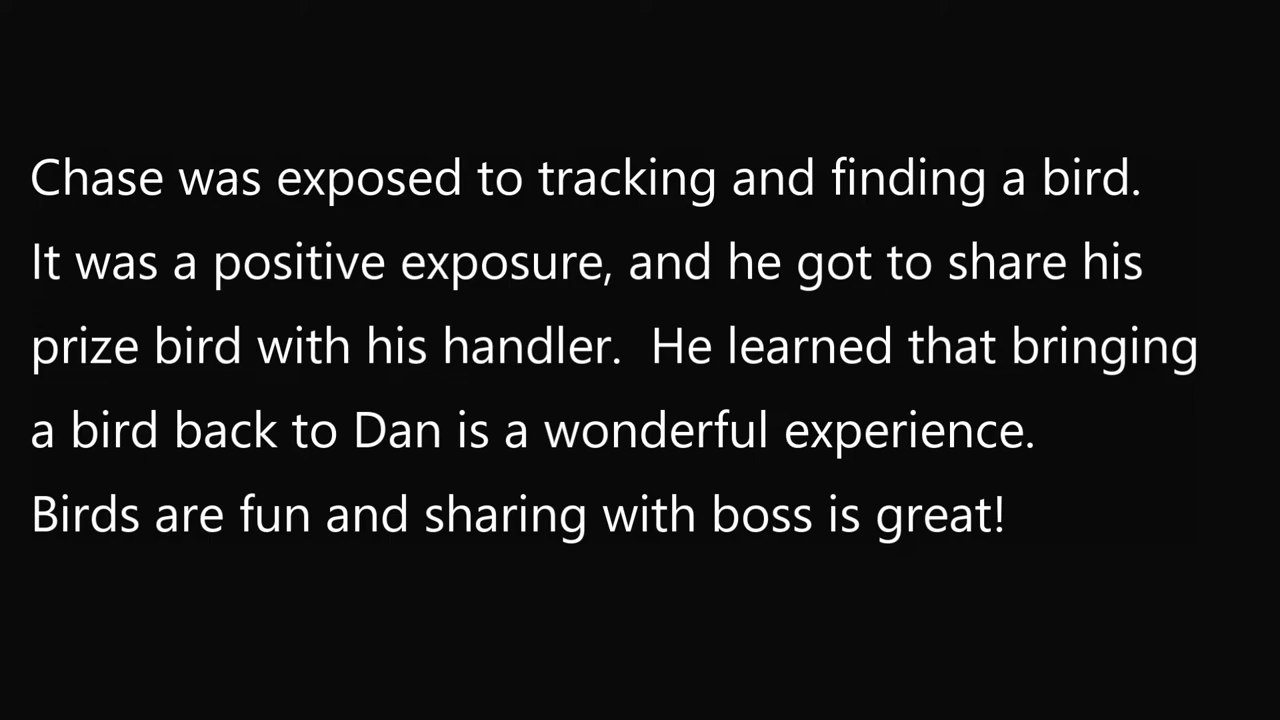 Chase was exposed to tracking and finding a bird.
It was a positive exposure, and he got to share his
prize bird with his handler.  He learned that bringing
a bird back to Dan is a wonderful experience.
Birds are fun and sharing with boss is great!